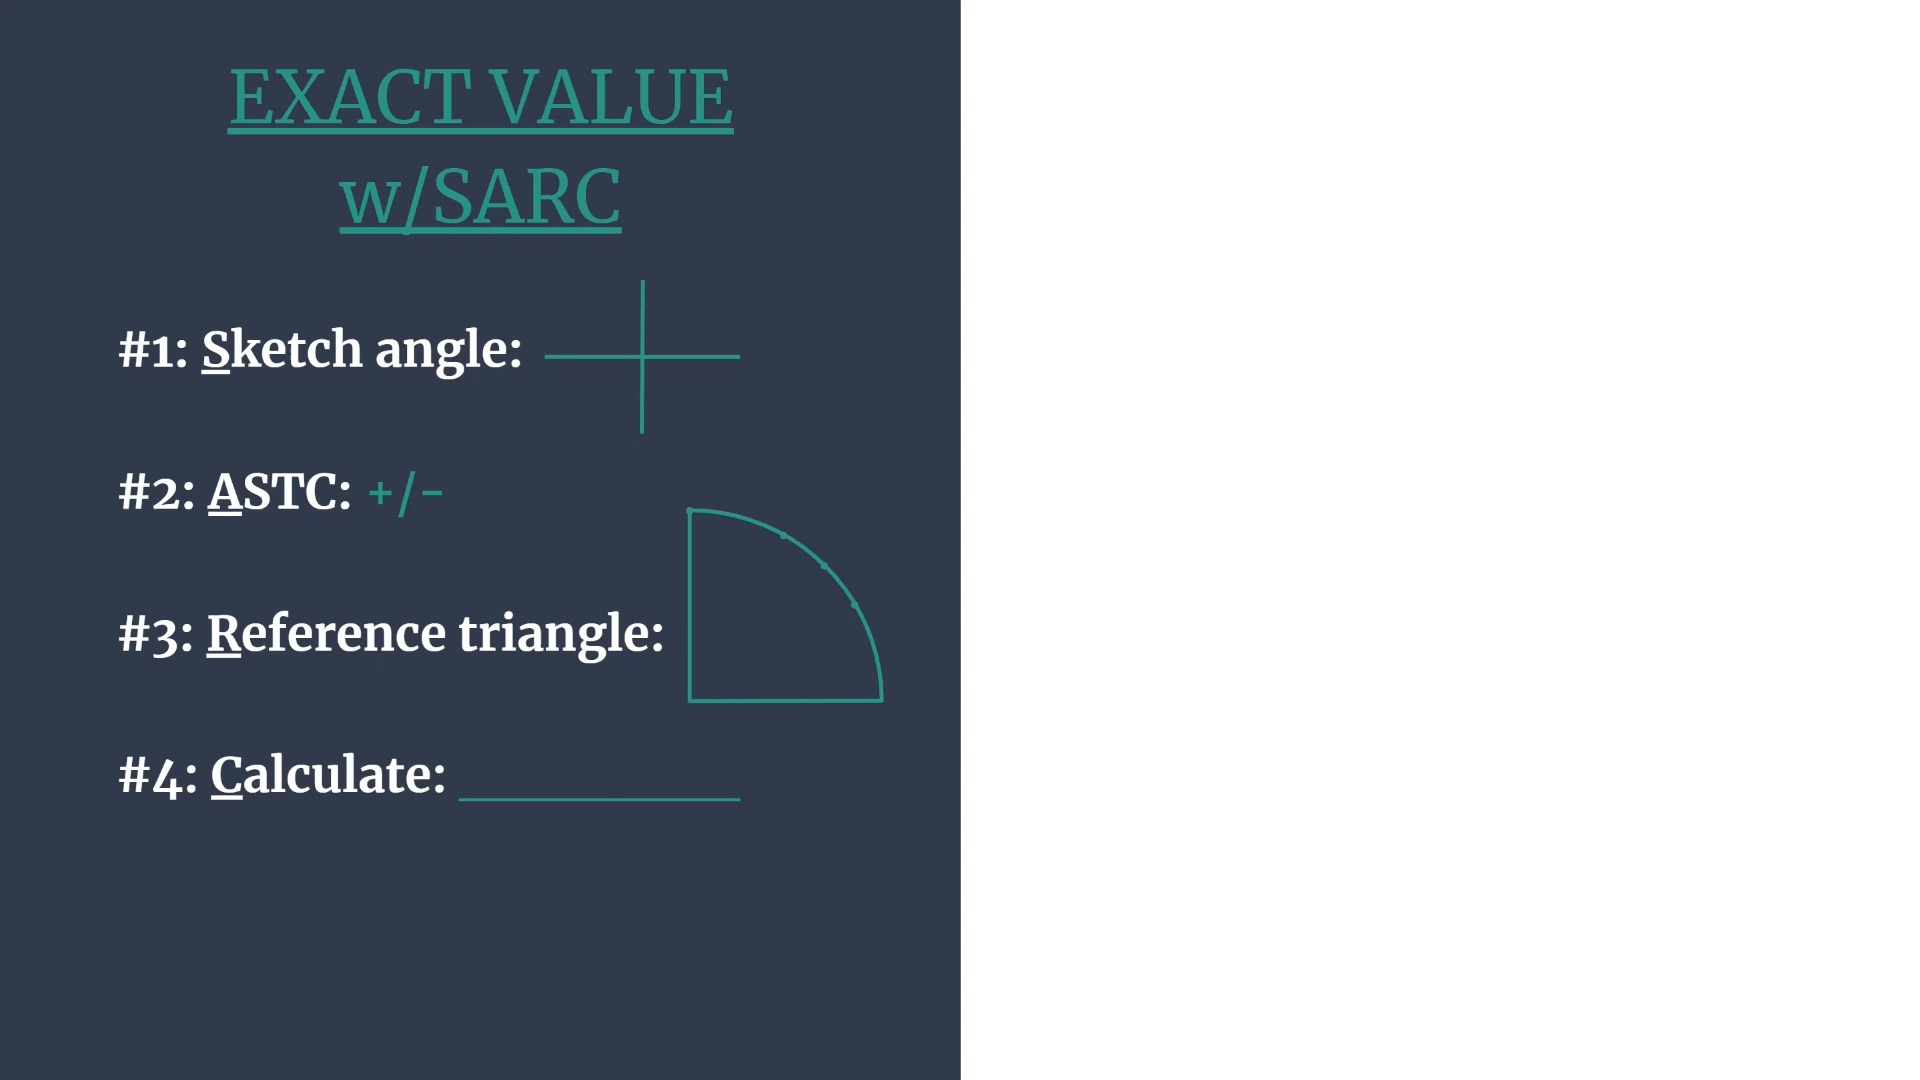 EXACT VALUE
w/SARC
#1: Sketch angle:
#2: ASTC: +/-
#3: Reference triangle:
#4: Calculate: